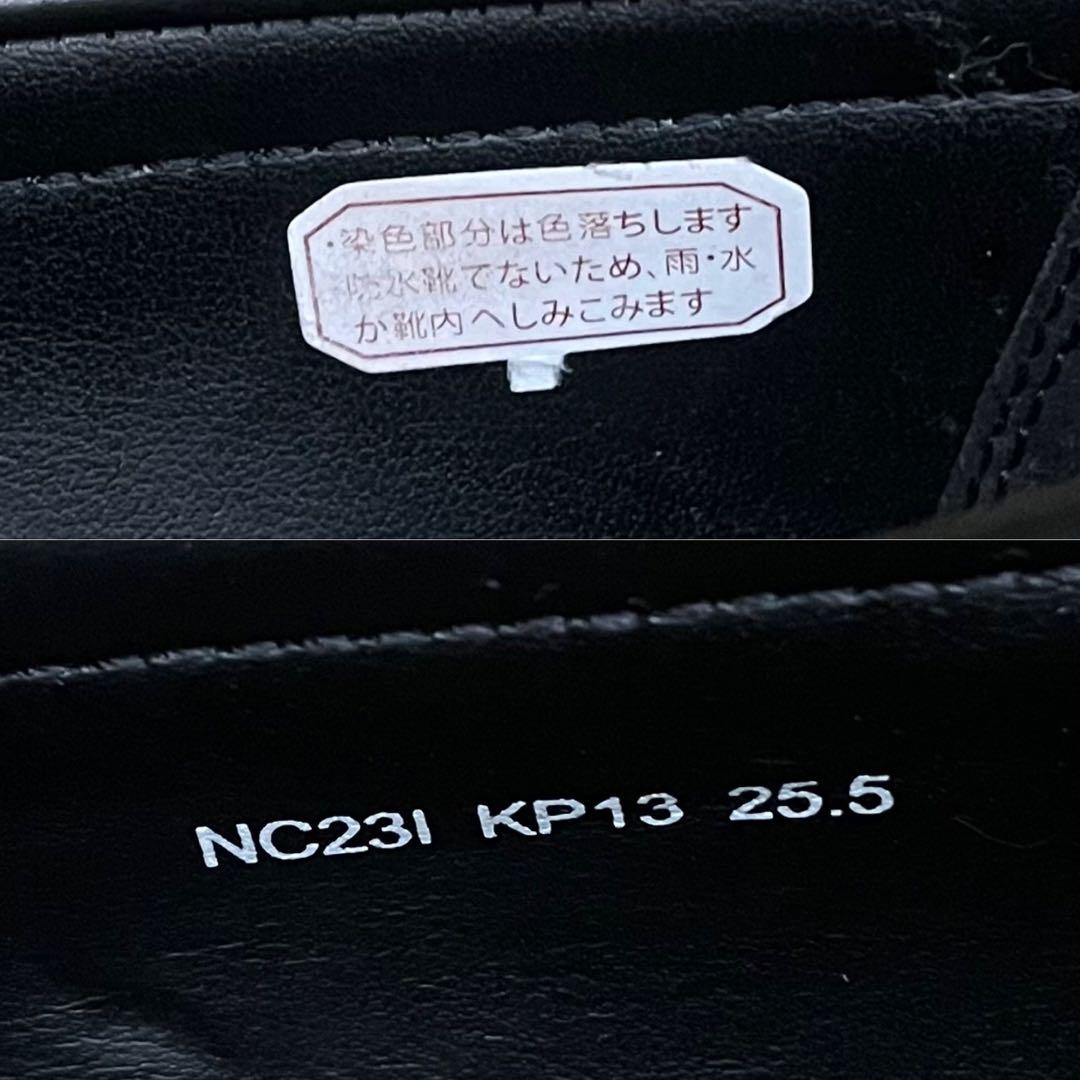 ・染色部分は色落ちします
防水靴でないため、雨・水
が靴内へしみこみます
NC23I KP13 25.5